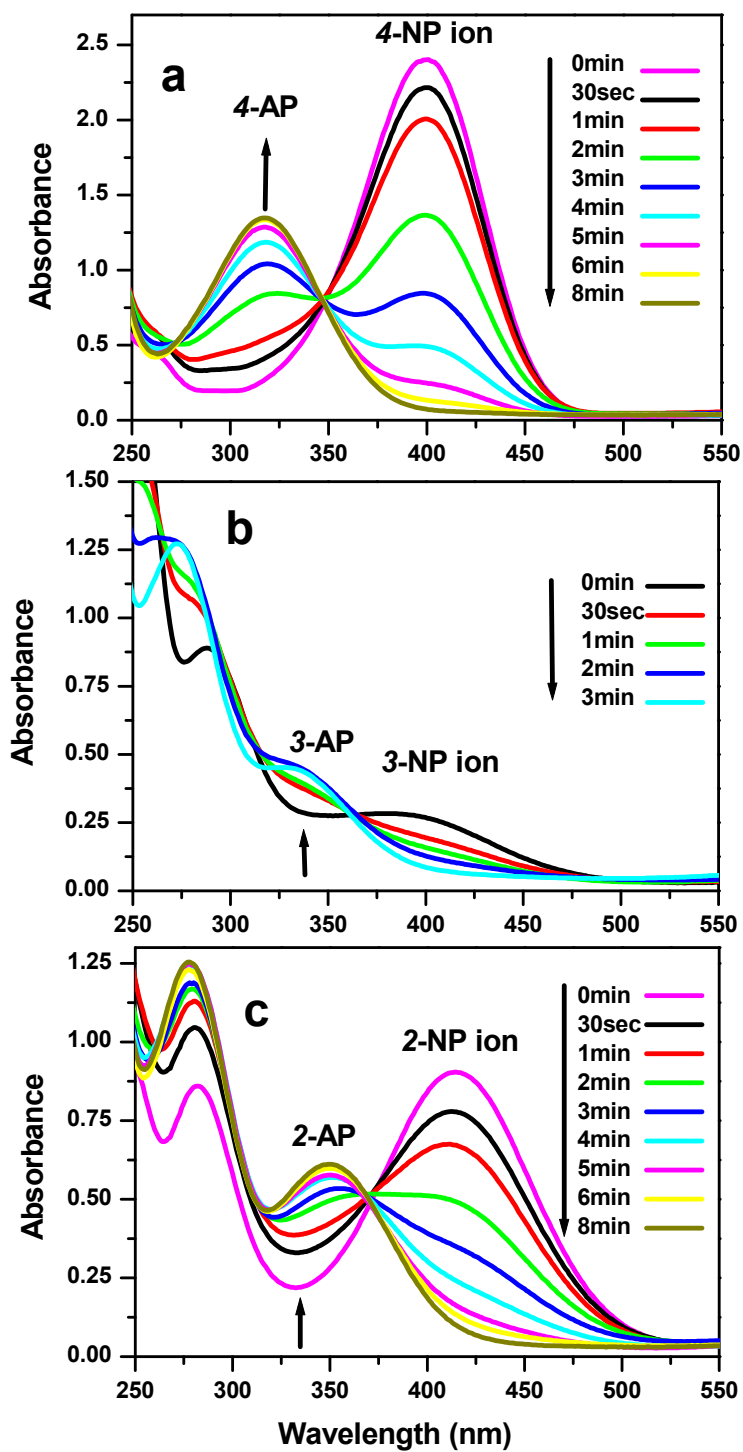 a
4-NP ion
4-AP
0min
30sec
1min
2min
3min
4min
5min
6min
8min
2.5
2.0
1.5
1.0
0.5
0.0
Absorbance
250 300 350 400 450 500 550
b
3-AP
3-NP ion
0min
30sec
1min
2min
3min
1.50
1.25
1.00
0.75
0.50
0.25
0.00
Absorbance
250 300 350 400 450 500 550
c
2-NP ion
2-AP
0min
30sec
1min
2min
3min
4min
5min
6min
8min
1.25
1.00
0.75
0.50
0.25
0.00
Absorbance
250 300 350 400 450 500 550
Wavelength (nm)